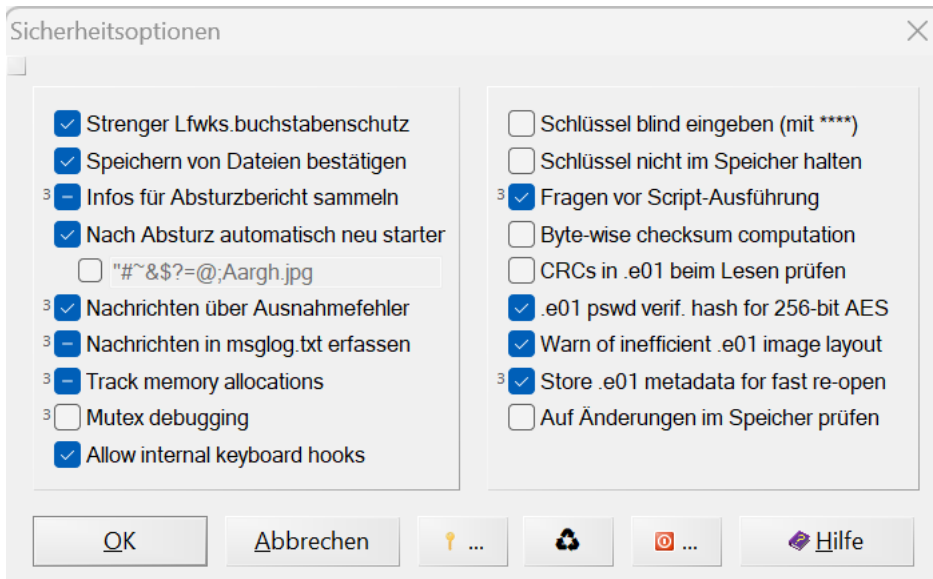 Sicherheitsoptionen
Strenger Lfwks.buchstabenschutz
Speichern von Dateien bestätigen
3 Infos für Absturzbericht sammeln
Nach Absturz automatisch neu starter
"#~&$?=@;Aargh.jpg
3 Nachrichten über Ausnahmefehler
3 Nachrichten in msglog.txt erfassen
3 Track memory allocations
3 Mutex debugging
Allow internal keyboard hooks
Schlüssel blind eingeben (mit ****)
Schlüssel nicht im Speicher halten
3 Fragen vor Script-Ausführung
Byte-wise checksum computation
CRCs in .e01 beim Lesen prüfen
.e01 pswd verif. hash for 256-bit AES
Warn of inefficient .e01 image layout
3 Store .e01 metadata for fast re-open
Auf Änderungen im Speicher prüfen
OK
Abbrechen
...
...
Hilfe